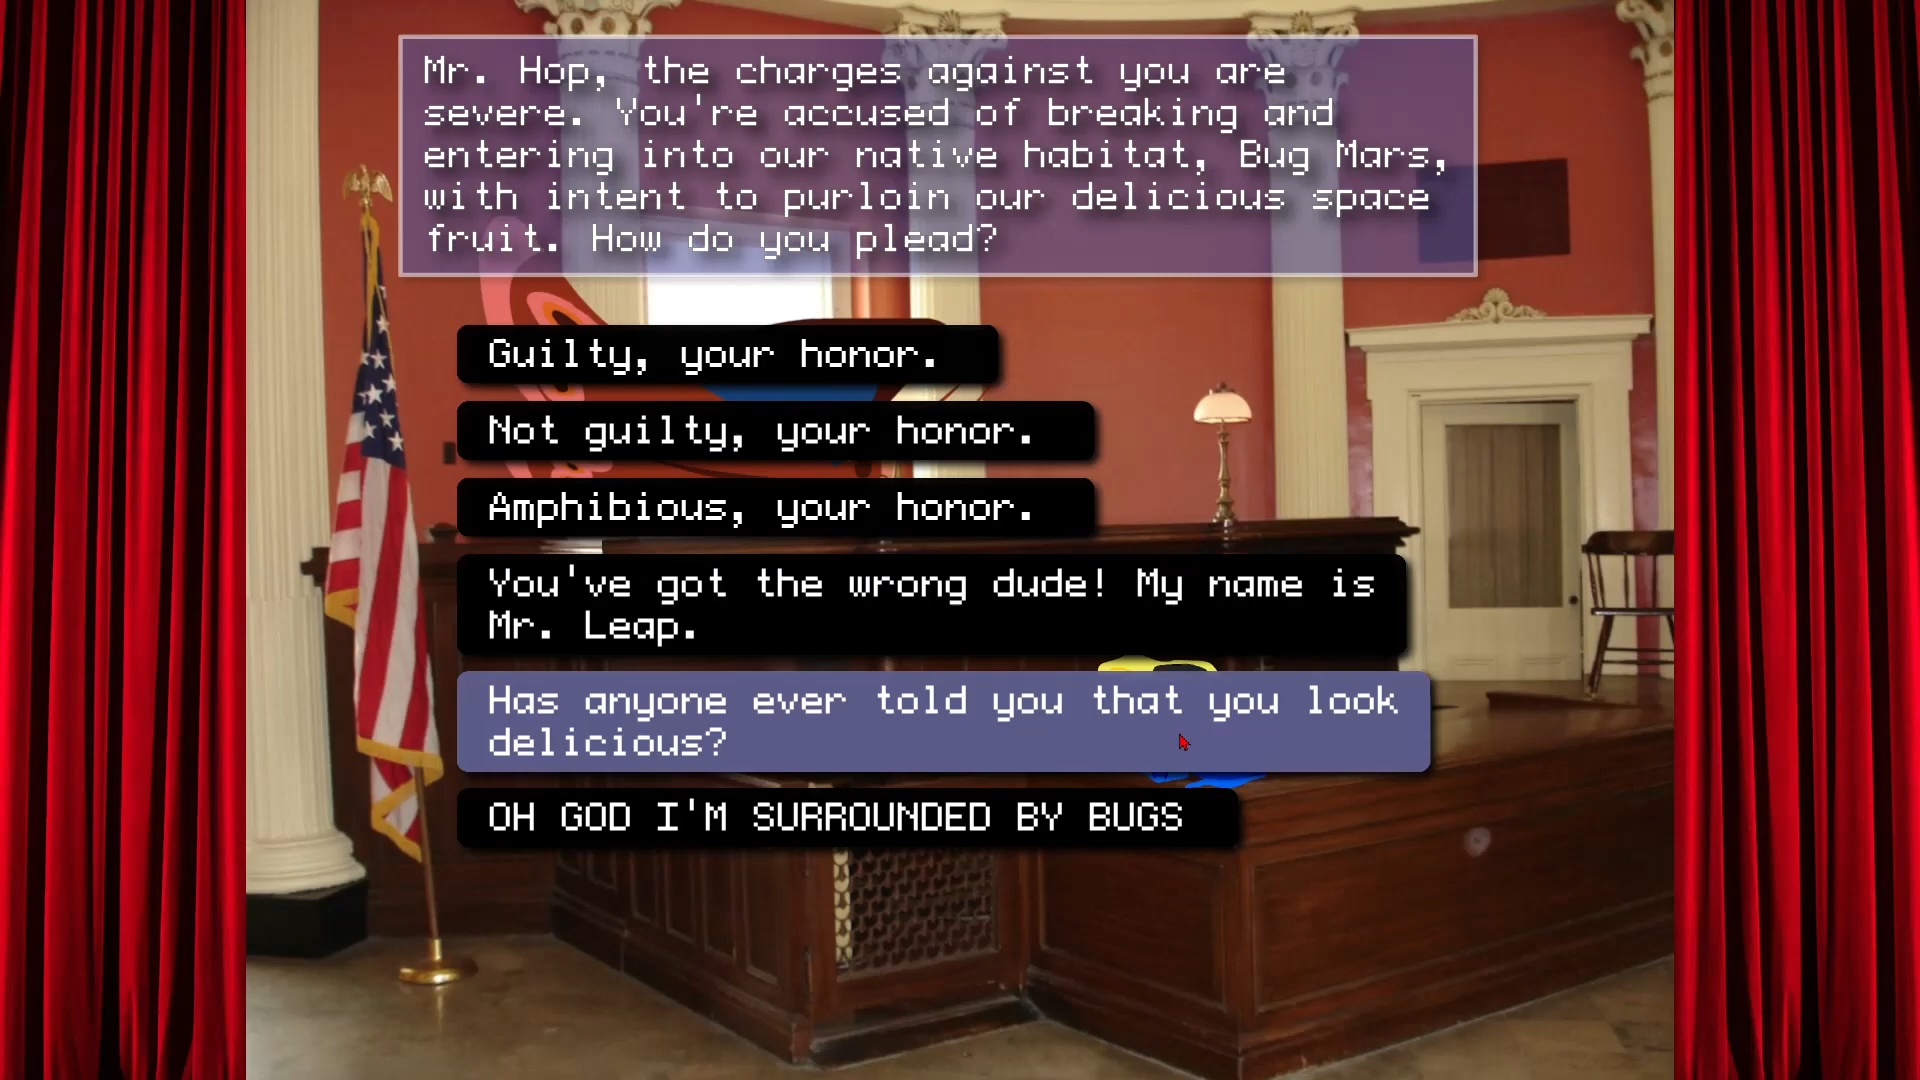 Mr. Hop, the charges against you are
severe. You're accused of breaking and
entering into our native habitat, Bug Mars,
with intent to purloin our delicious space
fruit. How do you plead?
Guilty, your honor.
Not guilty, your honor.
Amphibious, your honor.
You've got the wrong dude! My name is
Mr. Leap.
Has anyone ever told you that you look
delicious?
OH GOD I'M SURROUNDED BY BUGS